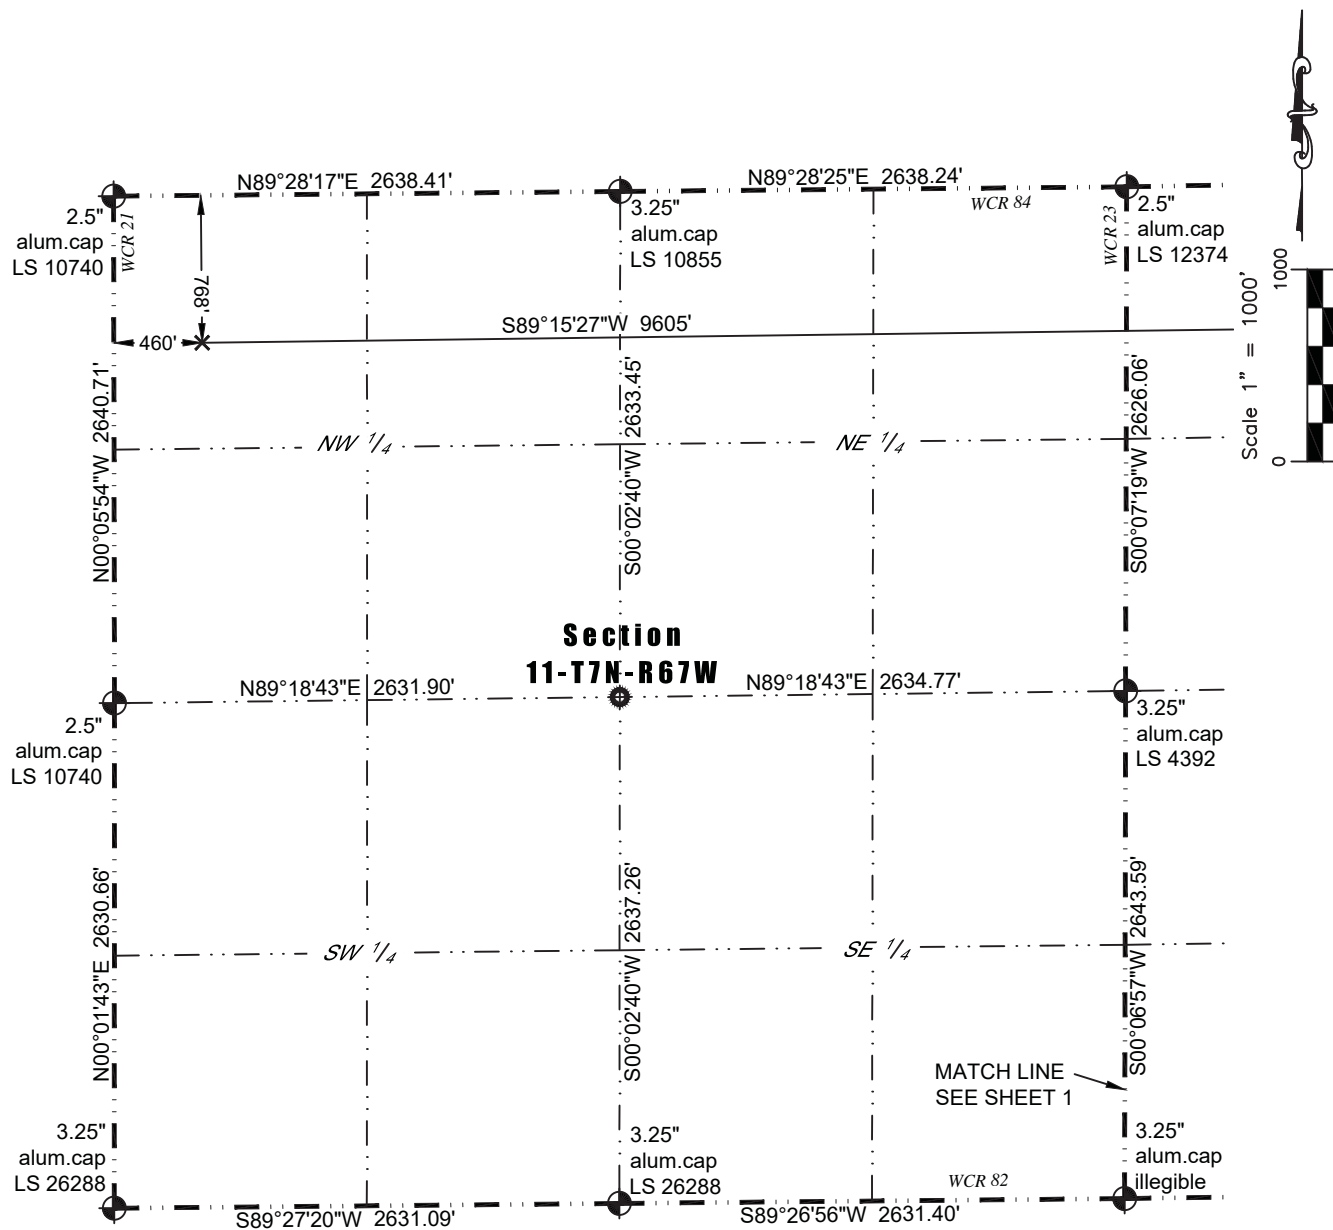 N89°28'17"E 2638.41'
N89°28'25"E 2638.24'
WCR 84
2.5"
alum.cap
LS 10740
WCR 21
3.25"
alum.cap
LS 10855
WCR 23
2.5"
alum.cap
LS 12374
768'
460'
S89°15'27"W 9605'
Scale 1" = 1000'
0
1000
N00°05'54"W 2640.71'
S00°02'40"W 2633.45'
S00°07'19"W 2626.06'
NW 1/4
NE 1/4
Section
11-T7N-R67W
N89°18'43"E 2631.90'
N89°18'43"E 2634.77'
2.5"
alum.cap
LS 10740
3.25"
alum.cap
LS 4392
N00°01'43"E 2630.66'
S00°02'40"W 2637.26'
S00°06'57"W 2643.59'
SW 1/4
SE 1/4
MATCH LINE
SEE SHEET 1
3.25"
alum.cap
LS 26288
3.25"
alum.cap
LS 26288
WCR 82
3.25"
alum.cap
illegible
S89°27'20"W 2631.09'
S89°26'56"W 2631.40'